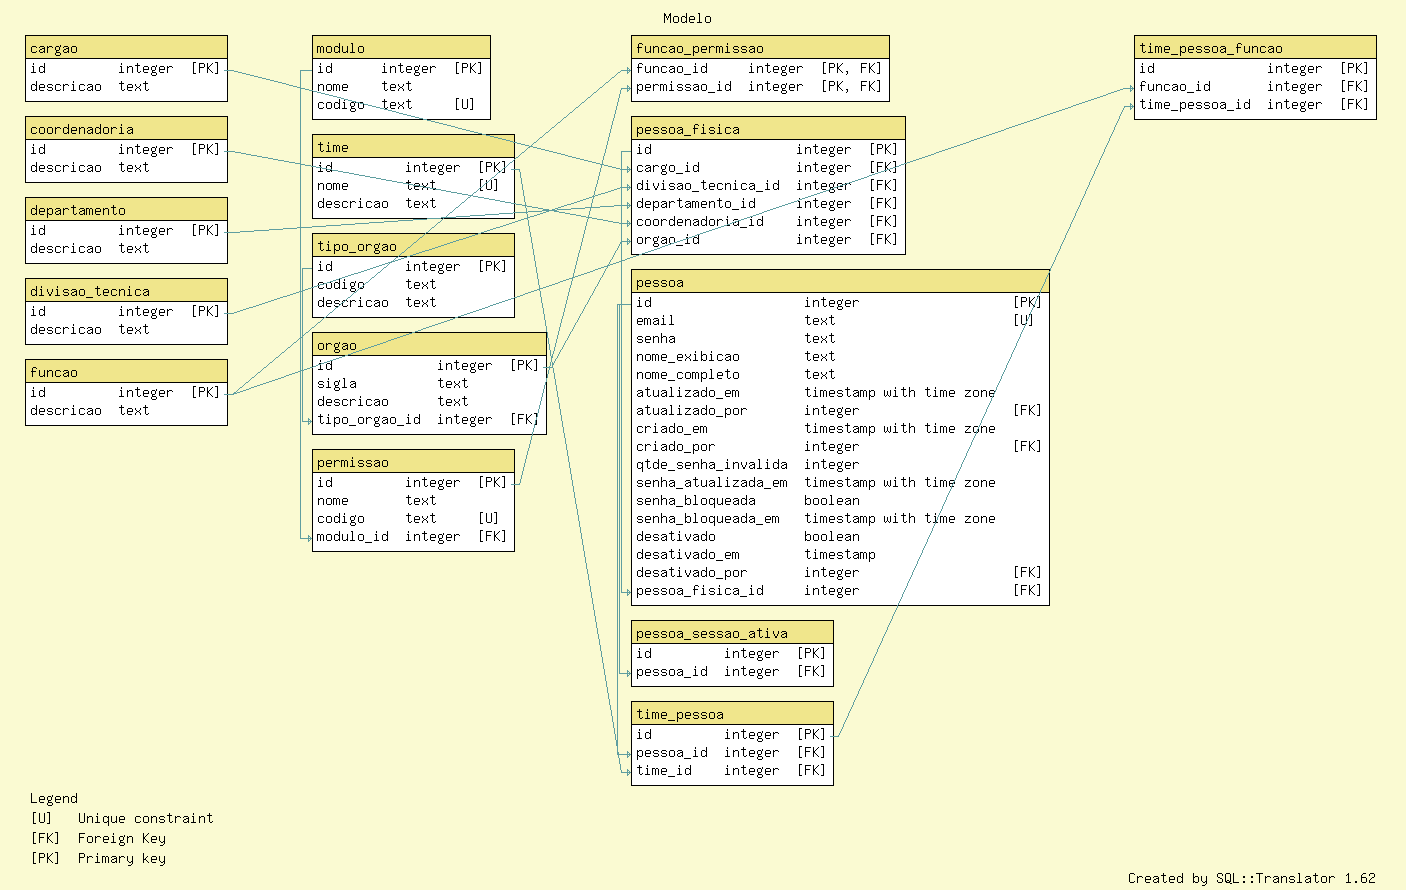 Modelo
cargao
id integer [PK]
descricao text
coordenadoria
id integer [PK]
descricao text
departamento
id integer [PK]
descricao text
divisao_tecnica
id integer [PK]
descricao text
funcao
id integer [PK]
descricao text
modulo
id integer [PK]
nome text
codigo text [U]
time
id integer [PK]
nome text [U]
descricao text
tipo_orgao
id integer [PK]
codigo text
descricao text
orgao
id integer [PK]
sigla text
descricao text
tipo_orgao_id integer [FK]
permissao
id integer [PK]
nome text
codigo text [U]
modulo_id integer [FK]
funcao_permissao
funcao_id integer [PK, FK]
permissao_id integer [PK, FK]
pessoa_fisica
id integer [PK]
cargo_id integer [FK]
divisao_tecnica_id integer [FK]
departamento_id integer [FK]
coordenadoria_id integer [FK]
orgao_id integer [FK]
pessoa
id integer [PK]
email text [U]
senha text
nome_exibicao text
nome_completo text
atualizado_em timestamp with time zone
atualizado_por integer [FK]
criado_em timestamp with time zone
criado_por integer [FK]
qtde_senha_invalida integer
senha_atualizada_em timestamp with time zone
senha_bloqueada boolean
senha_bloqueada_em timestamp with time zone
desativado boolean
desativado_em timestamp
desativado_por integer [FK]
pessoa_fisica_id integer [FK]
pessoa_sessao_ativa
id integer [PK]
pessoa_id integer [FK]
time_pessoa
id integer [PK]
pessoa_id integer [FK]
time_id integer [FK]
time_pessoa_funcao
id integer [PK]
funcao_id integer [FK]
time_pessoa_id integer [FK]
Legend
[U] Unique constraint
[FK] Foreign Key
[PK] Primary key
Created by SQL::Translator 1.62